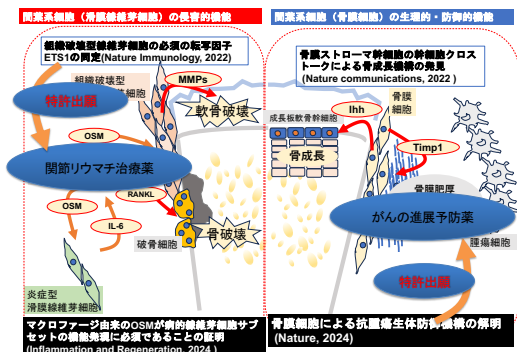 間葉系細胞（滑膜線維芽細胞）の侵害的機能
組織破壊型線維芽細胞の必須の転写因子
ETS1の同定(Nature Immunology, 2022)
組織破壊型
滑膜線維芽細胞
MMPs
特許出願
軟骨破壊
OSM
関節リウマチ治療薬
RANKL
OSM
IL-6
破骨細胞
骨破壊
炎症型
滑膜線維芽細胞
マクロファージ由来のOSMが病的線維芽細胞サブ
セットの機能発現に必須であることの証明
(Inflammation and Regeneration, 2024 )
間葉系細胞（骨膜細胞）の生理的・防御的機能
骨膜ストローマ幹細胞の幹細胞クロス
トークによる骨成長機構の発見
(Nature communications, 2022 )
Ihh
骨膜
細胞
成長板軟骨幹細胞
骨成長
Timp1
骨膜肥厚
がんの進展予防薬
腫瘍細胞
特許出願
骨膜細胞による抗腫瘍生体防御機構の解明
(Nature, 2024)